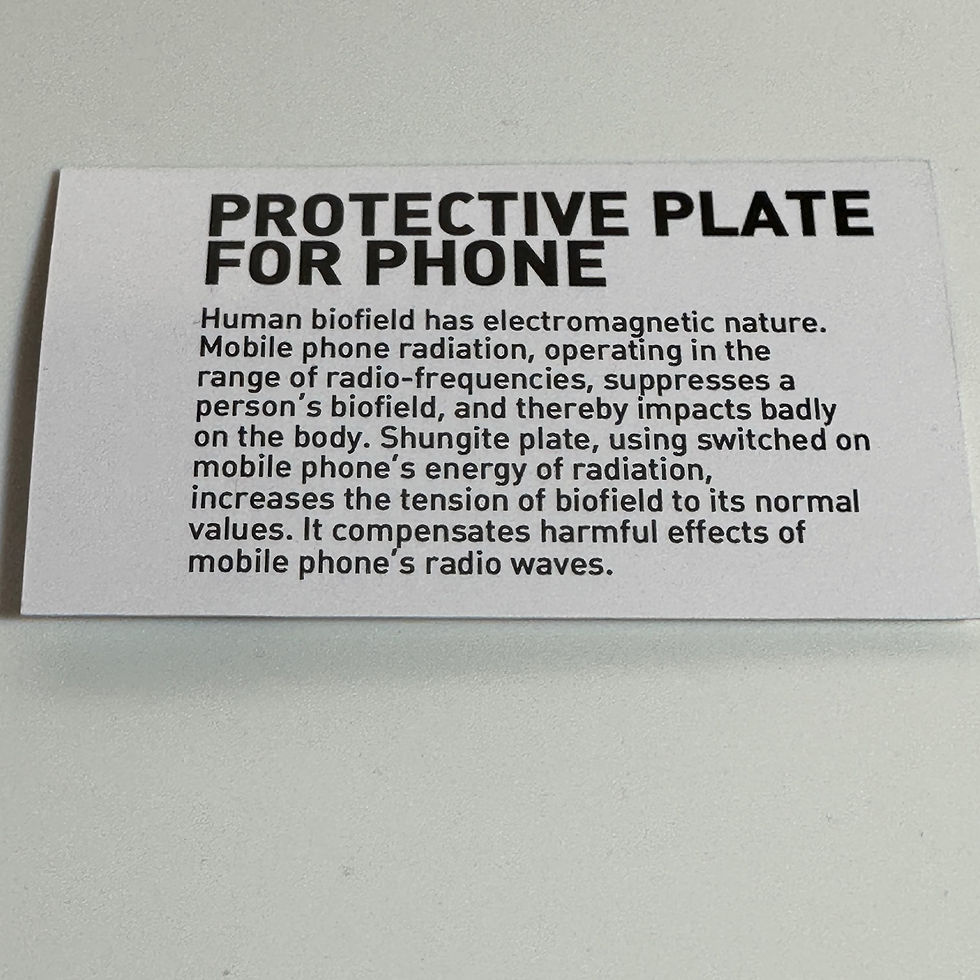 PROTECTIVE PLATE
FOR PHONE
Human biofield has electromagnetic nature.
Mobile phone radiation, operating in the
range of radio-frequencies, suppresses a
person's biofield, and thereby impacts badly
on the body. Shungite plate, using switched on
mobile phone's energy of radiation,
increases the tension of biofield to its normal
values. It compensates harmful effects of
mobile phone's radio waves.